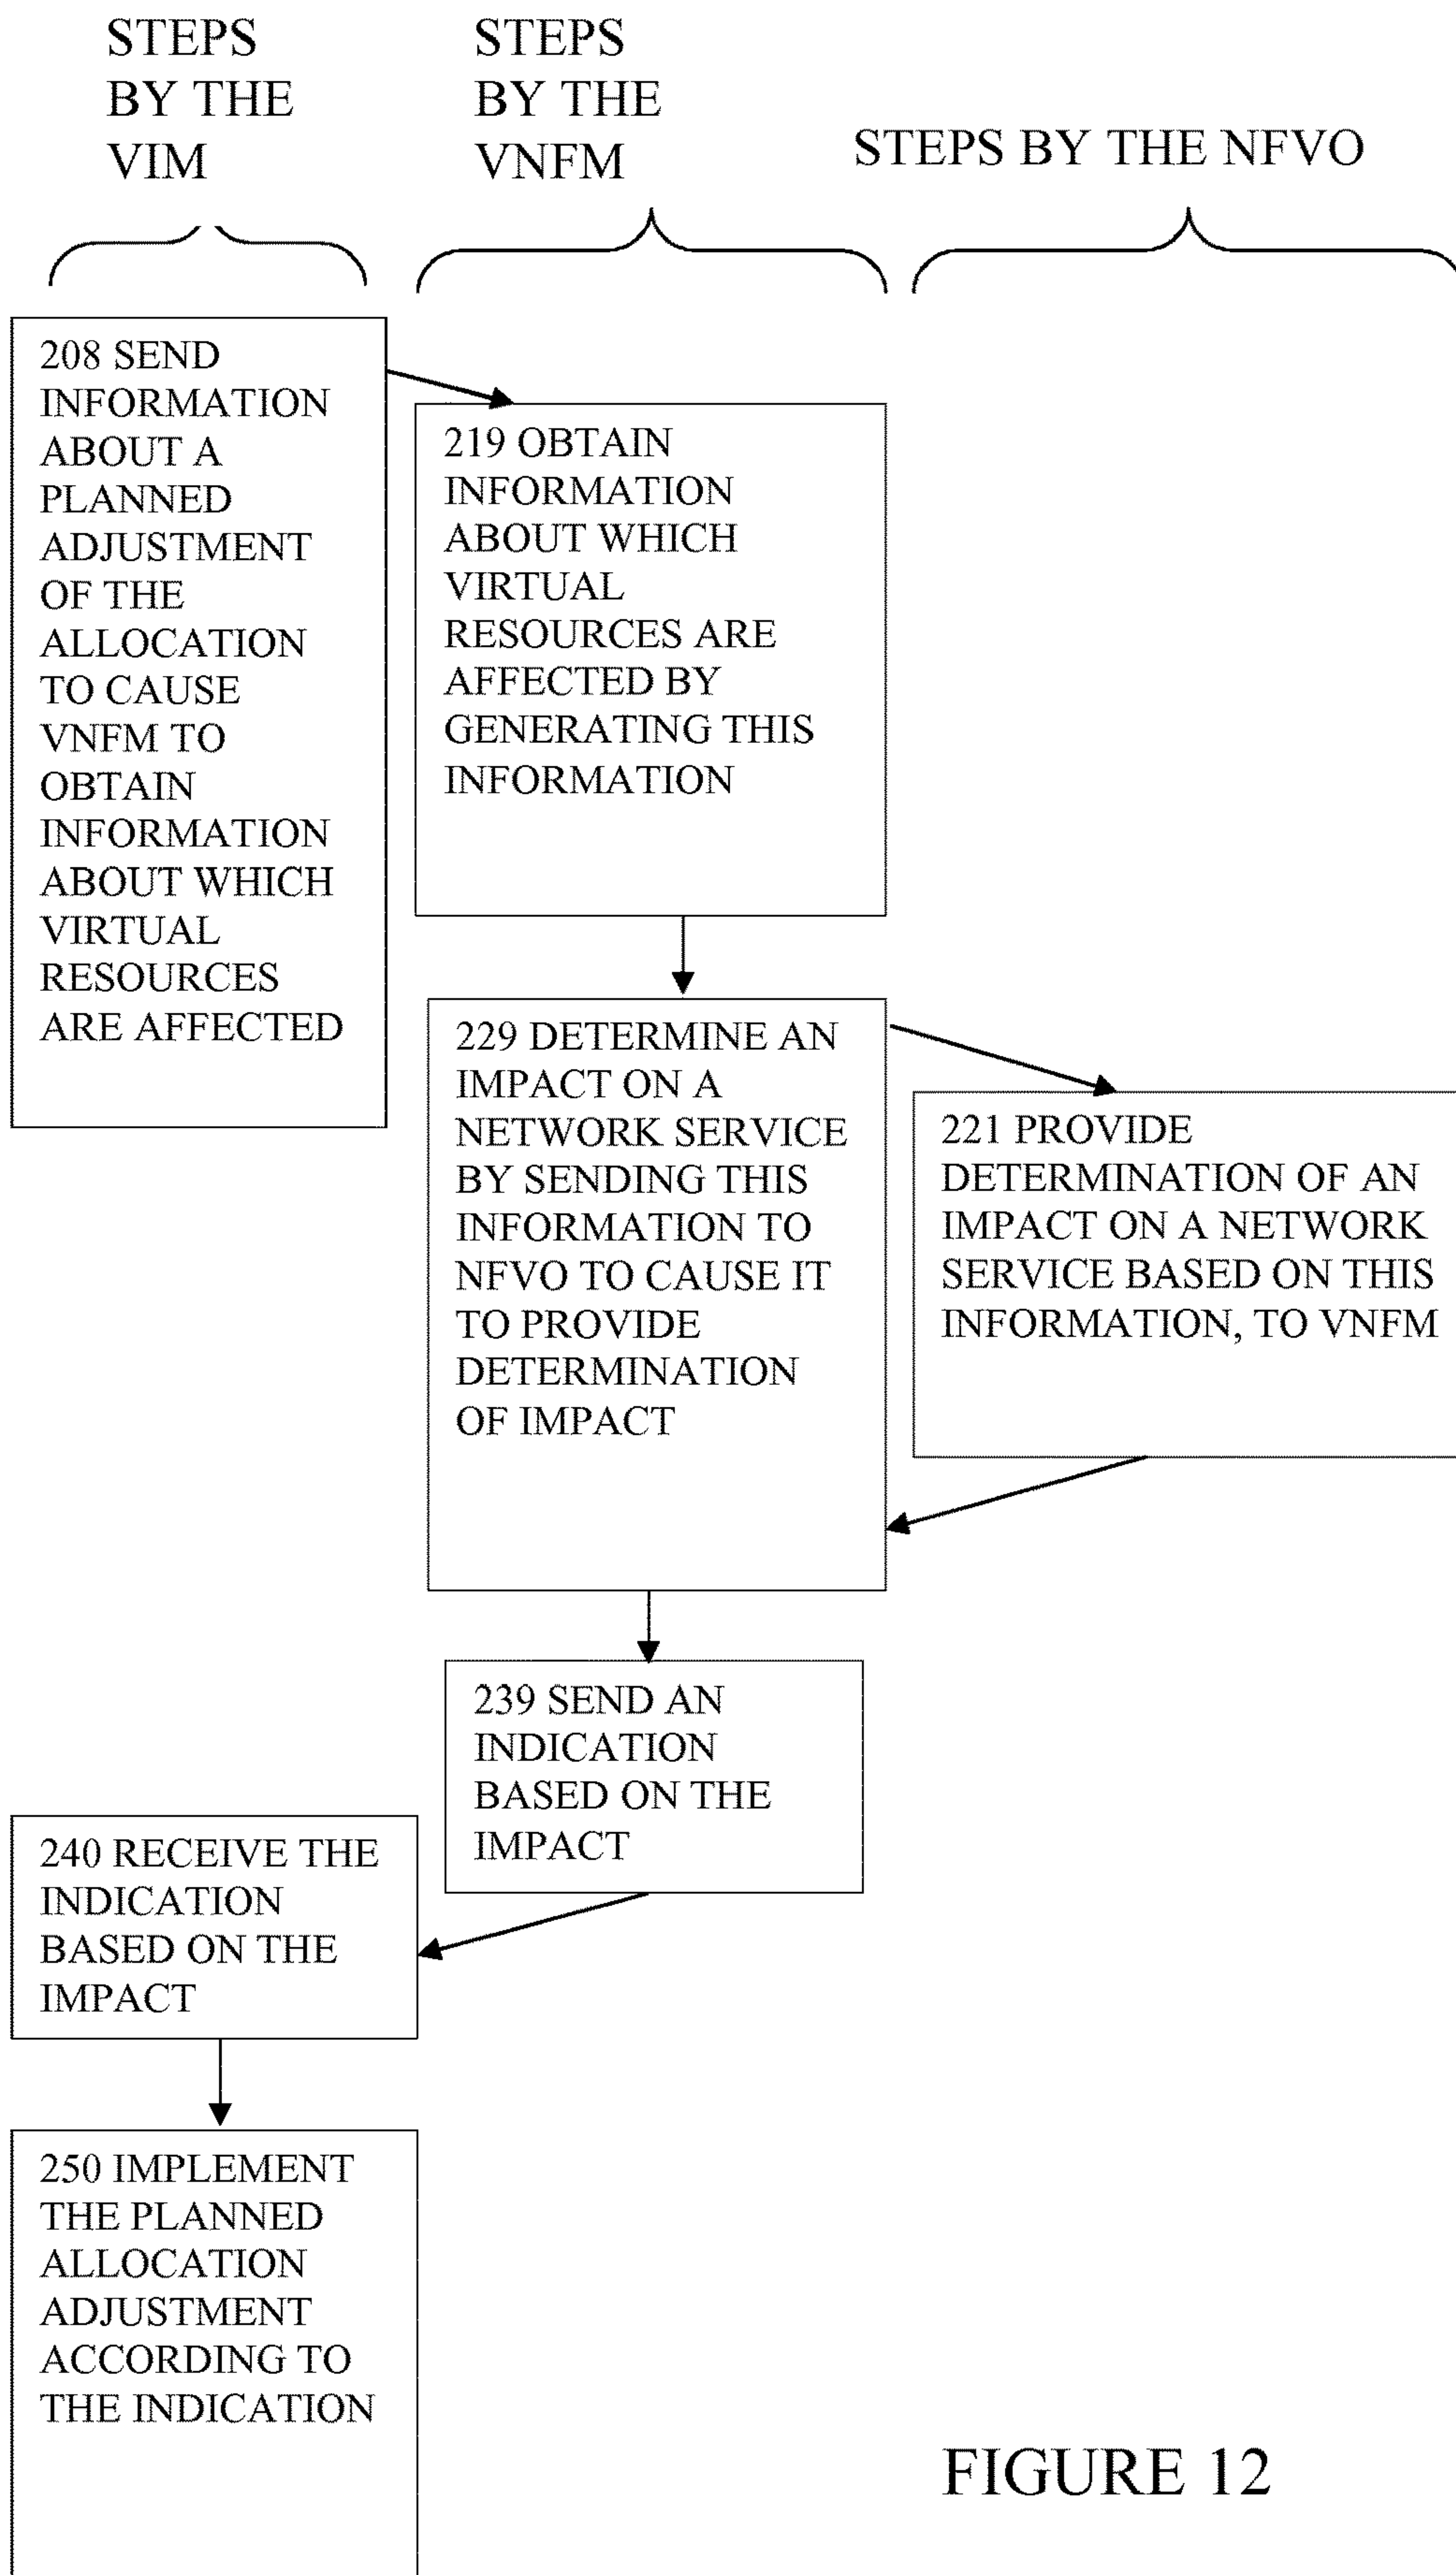 STEPS
BY THE
VIM
STEPS
BY THE
VNFM
STEPS BY THE NFVO
208 SEND
INFORMATION
ABOUT A
PLANNED
ADJUSTMENT
OF THE
ALLOCATION
TO CAUSE
VNFM TO
OBTAIN
INFORMATION
ABOUT WHICH
VIRTUAL
RESOURCES
ARE AFFECTED
219 OBTAIN
INFORMATION
ABOUT WHICH
VIRTUAL
RESOURCES ARE
AFFECTED BY
GENERATING THIS
INFORMATION
229 DETERMINE AN
IMPACT ON A
NETWORK SERVICE
BY SENDING THIS
INFORMATION TO
NFVO TO CAUSE IT
TO PROVIDE
DETERMINATION
OF IMPACT
221 PROVIDE
DETERMINATION OF AN
IMPACT ON A NETWORK
SERVICE BASED ON THIS
INFORMATION, TO VNFM
239 SEND AN
INDICATION
BASED ON THE
IMPACT
240 RECEIVE THE
INDICATION
BASED ON THE
IMPACT
250 IMPLEMENT
THE PLANNED
ALLOCATION
ADJUSTMENT
ACCORDING TO
THE INDICATION
FIGURE 12